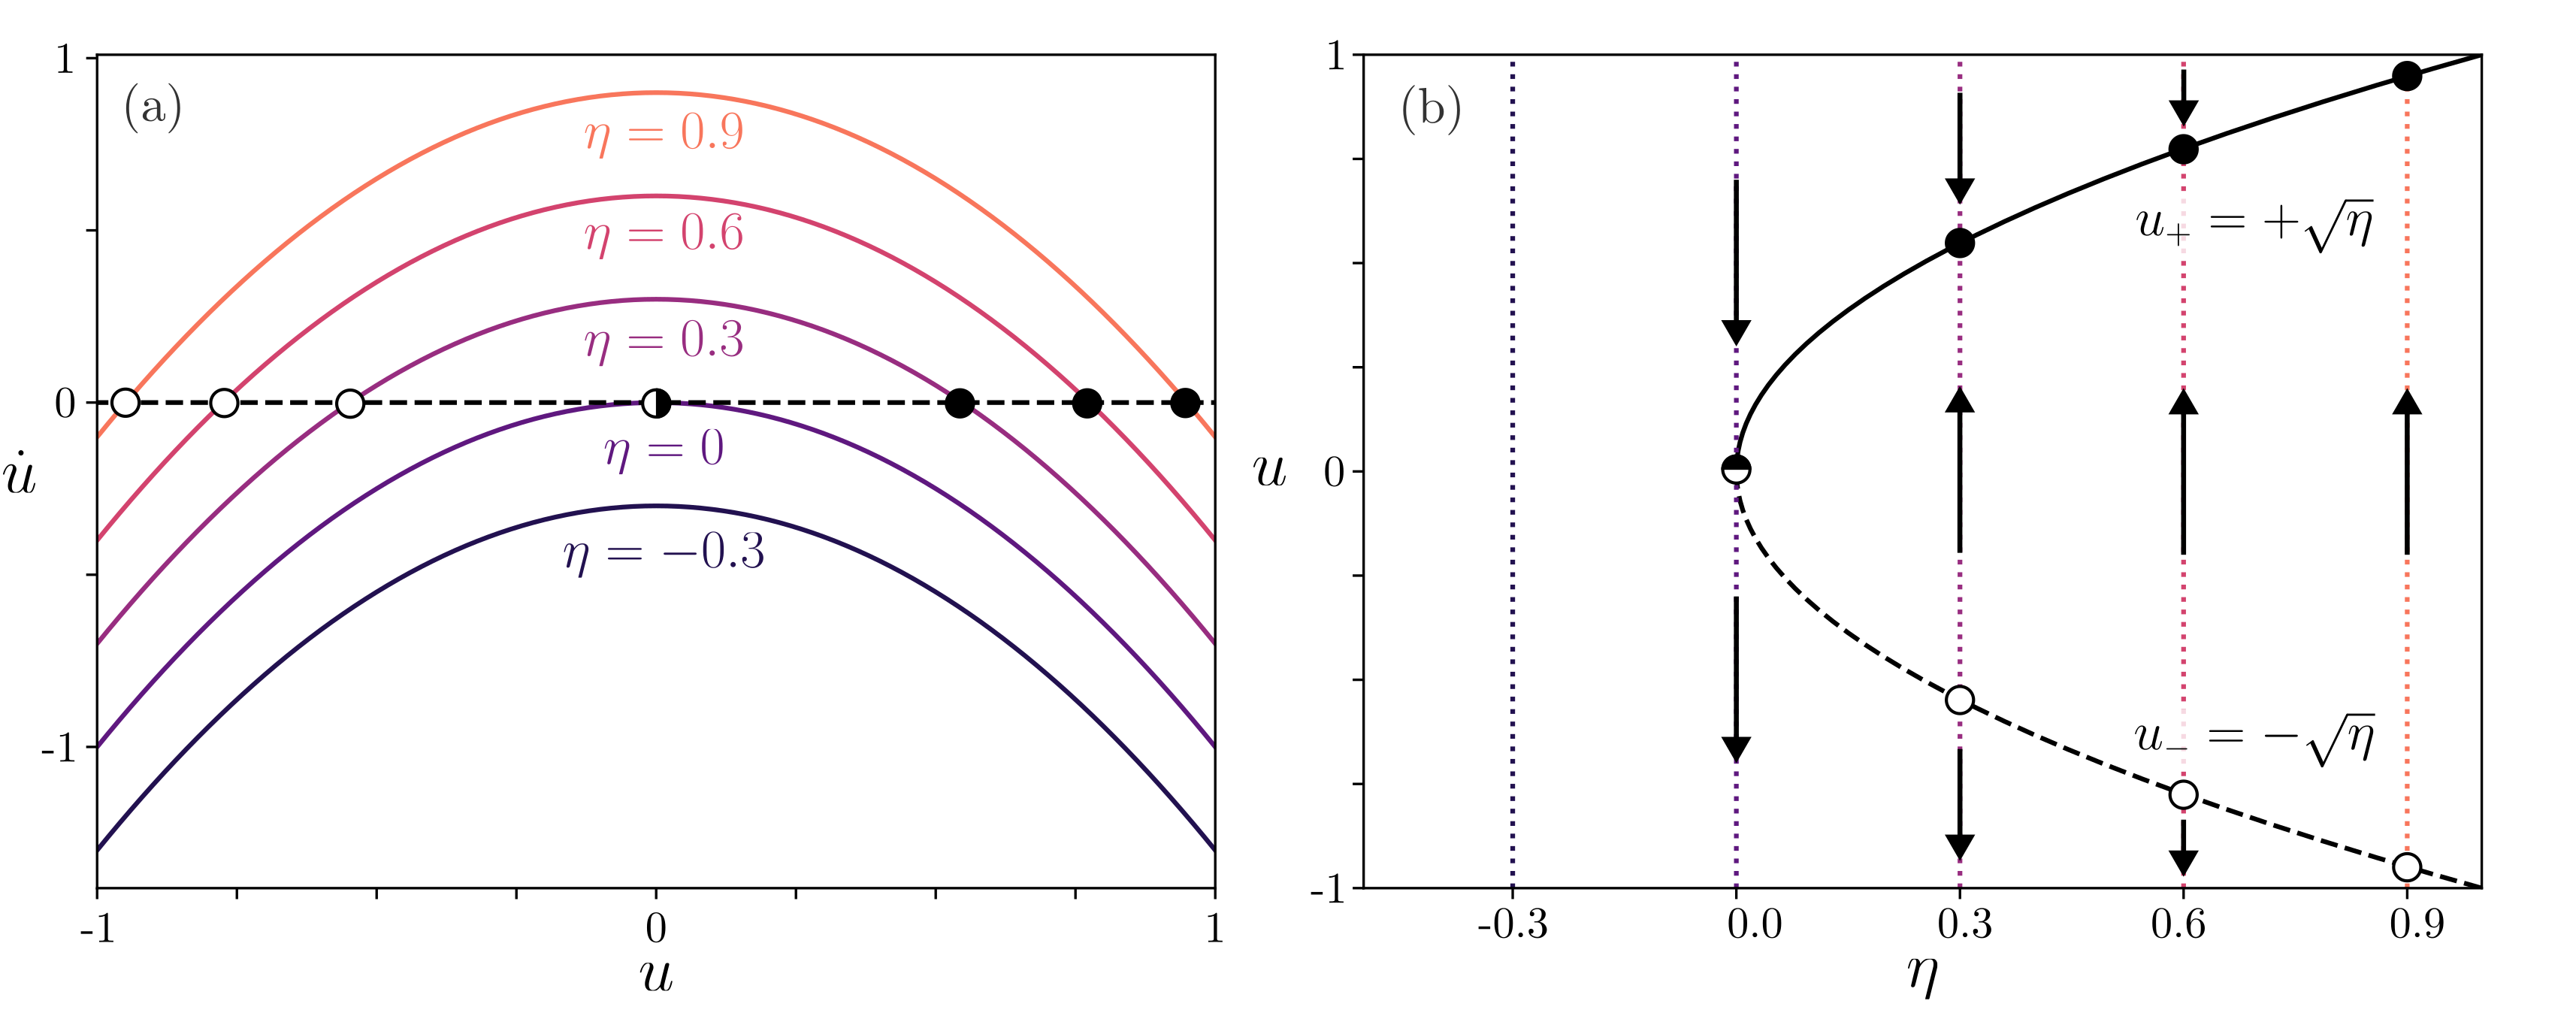 (a)
1
0
-1
u̇
η = 0.9
η = 0.6
η = 0.3
η = 0
η = −0.3
-1
0
1
u
(b)
1
0
-1
u
u₊ = +√η
u₋ = −√η
-0.3
0.0
0.3
0.6
0.9
η